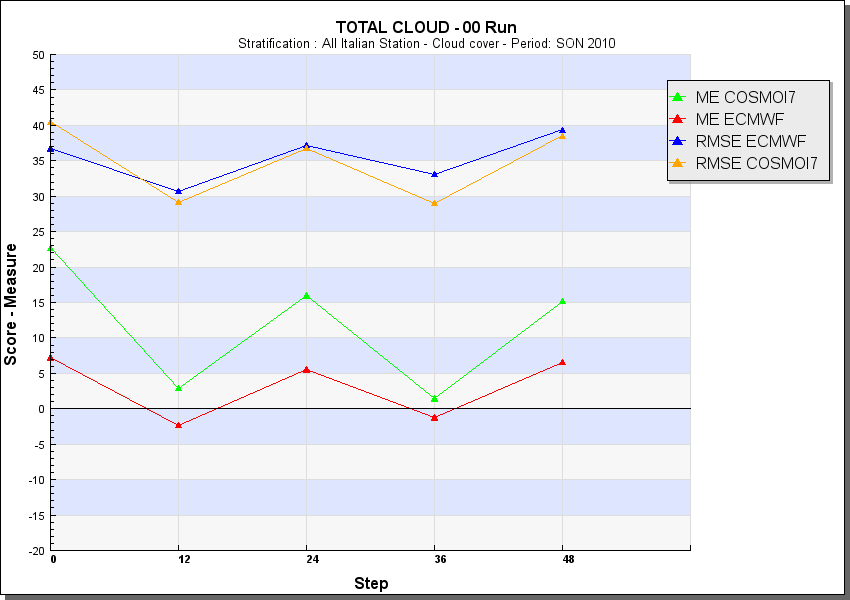 TOTAL CLOUD - 00 Run
Stratification : All Italian Station - Cloud cover - Period: SON 2010
ME COSMOI7
ME ECMWF
RMSE ECMWF
RMSE COSMOI7
Score - Measure
50
45
40
35
30
25
20
15
10
5
0
-5
-10
-15
-20
0 12 24 36 48
Step